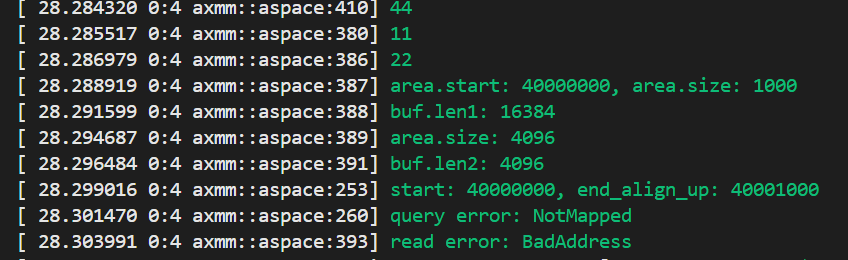 [ 28.284320 0:4 axmm::aspace:410] 44
[ 28.285517 0:4 axmm::aspace:380] 11
[ 28.286979 0:4 axmm::aspace:386] 22
[ 28.288919 0:4 axmm::aspace:387] area.start: 40000000, area.size: 1000
[ 28.291599 0:4 axmm::aspace:388] buf.len1: 16384
[ 28.294687 0:4 axmm::aspace:389] area.size: 4096
[ 28.296484 0:4 axmm::aspace:391] buf.len2: 4096
[ 28.299016 0:4 axmm::aspace:253] start: 40000000, end_align_up: 40001000
[ 28.301470 0:4 axmm::aspace:260] query error: NotMapped
[ 28.303991 0:4 axmm::aspace:393] read error: BadAddress